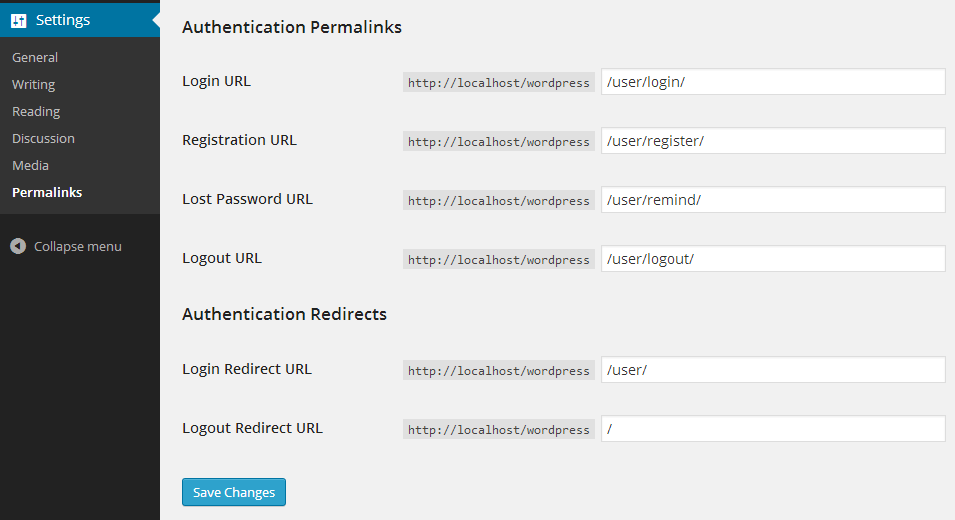 Settings
General
Writing
Reading
Discussion
Media
Permalinks
Collapse menu
Authentication Permalinks
Login URL http://localhost/wordpress /user/login/
Registration URL http://localhost/wordpress /user/register/
Lost Password URL http://localhost/wordpress /user/remind/
Logout URL http://localhost/wordpress /user/logout/
Authentication Redirects
Login Redirect URL http://localhost/wordpress /user/
Logout Redirect URL http://localhost/wordpress /
Save Changes